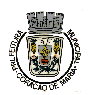 PREFEITURA MUNICIPAL
CORAÇÃO DE MARIA